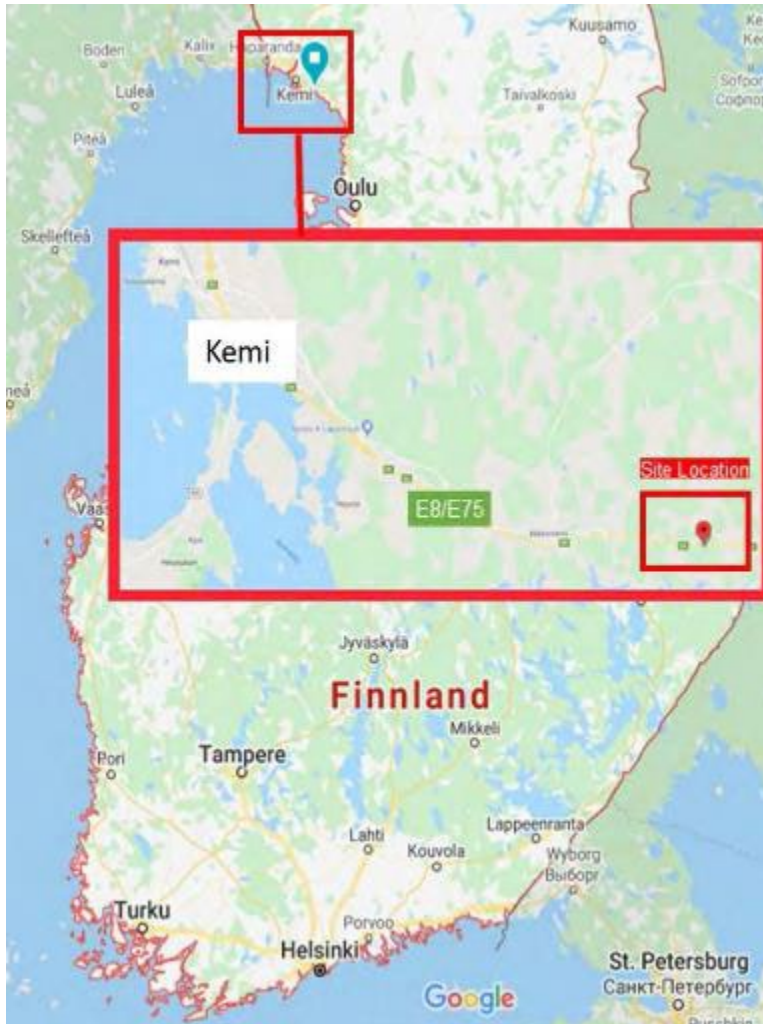 Kuusamo
Boden
Kalix
Haparanda
Kemi
Luleå
Taivalkoski
Piteå
Oulu
Skellefteå
Kemi
Kemi
Site Location
E8/E75
Jyväskylä
Finnland
Mikkeli
Tampere
Pori
Lappeenranta
Lahti
Kouvola
Wyborg
Выборг
Turku
Porvoo
Helsinki
St. Petersburg
Google
Санкт-Петербург